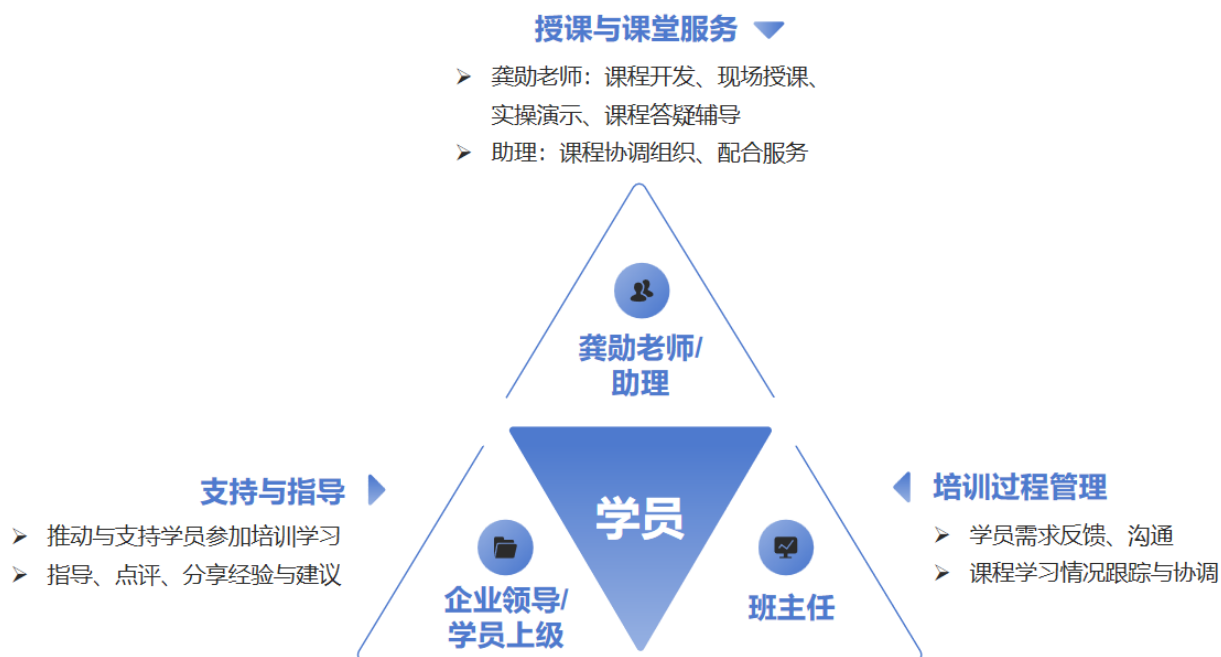 授课与课堂服务
龚勋老师：课程开发、现场授课、
实操演示、课程答疑辅导
助理：课程协调组织、配合服务
龚勋老师/
助理
学员
支持与指导
推动与支持学员参加培训学习
指导、点评、分享经验与建议
企业领导/
学员上级
培训过程管理
学员需求反馈、沟通
课程学习情况跟踪与协调
班主任